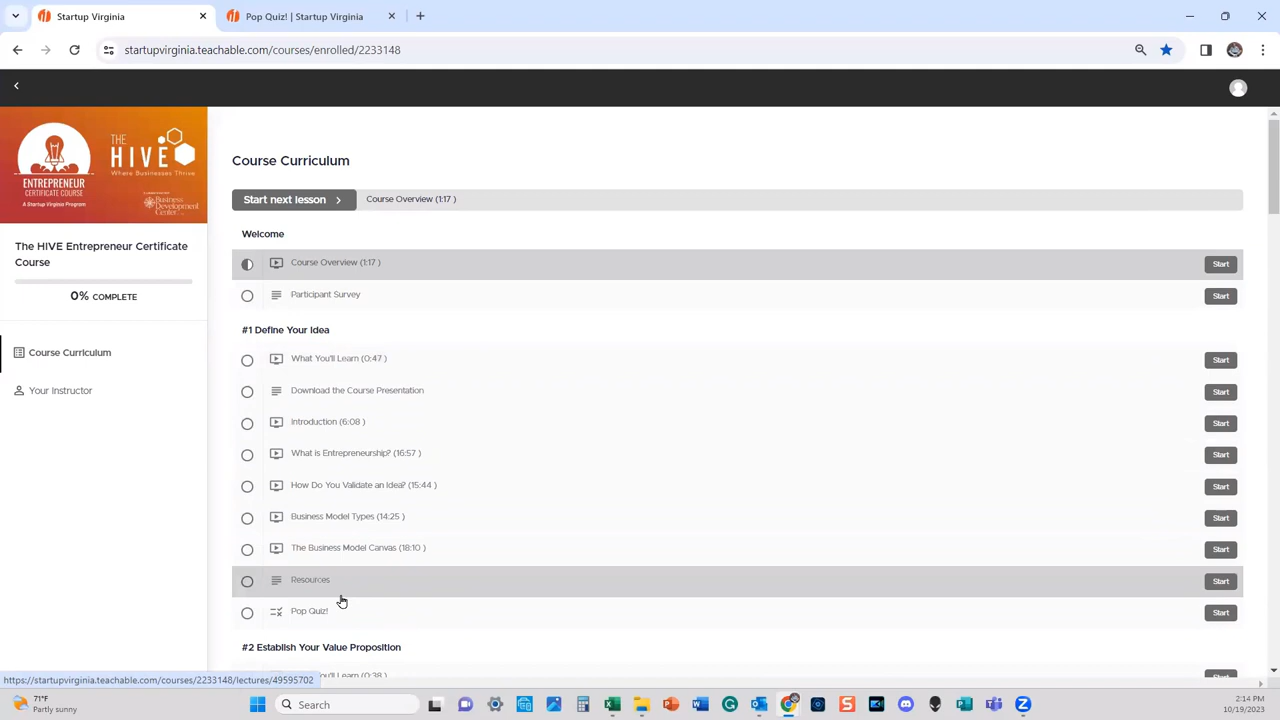 Startup Virginia
Pop Quiz! | Startup Virginia
startupvirginia.teachable.com/courses/enrolled/2233148
ENTREPRENEUR
CERTIFICATE COURSE
A Startup Virginia Program
THE
HIVE
Where Businesses Thrive
Business
Development
Center
The HIVE Entrepreneur Certificate
Course
0% COMPLETE
Course Curriculum
Your Instructor
Course Curriculum
Start next lesson
Course Overview (1:17 )
Welcome
Course Overview (1:17 )
Start
Participant Survey
Start
#1 Define Your Idea
What You'll Learn (0:47 )
Start
Download the Course Presentation
Start
Introduction (6:08 )
Start
What is Entrepreneurship? (16:57 )
Start
How Do You Validate an Idea? (15:44 )
Start
Business Model Types (14:25 )
Start
The Business Model Canvas (18:10 )
Start
Resources
Start
Pop Quiz!
Start
#2 Establish Your Value Proposition
You'll Learn (0:38 )
Start
https://startupvirginia.teachable.com/courses/2233148/lectures/49595702
71°F
Partly sunny
Search
2:14 PM
10/19/2023